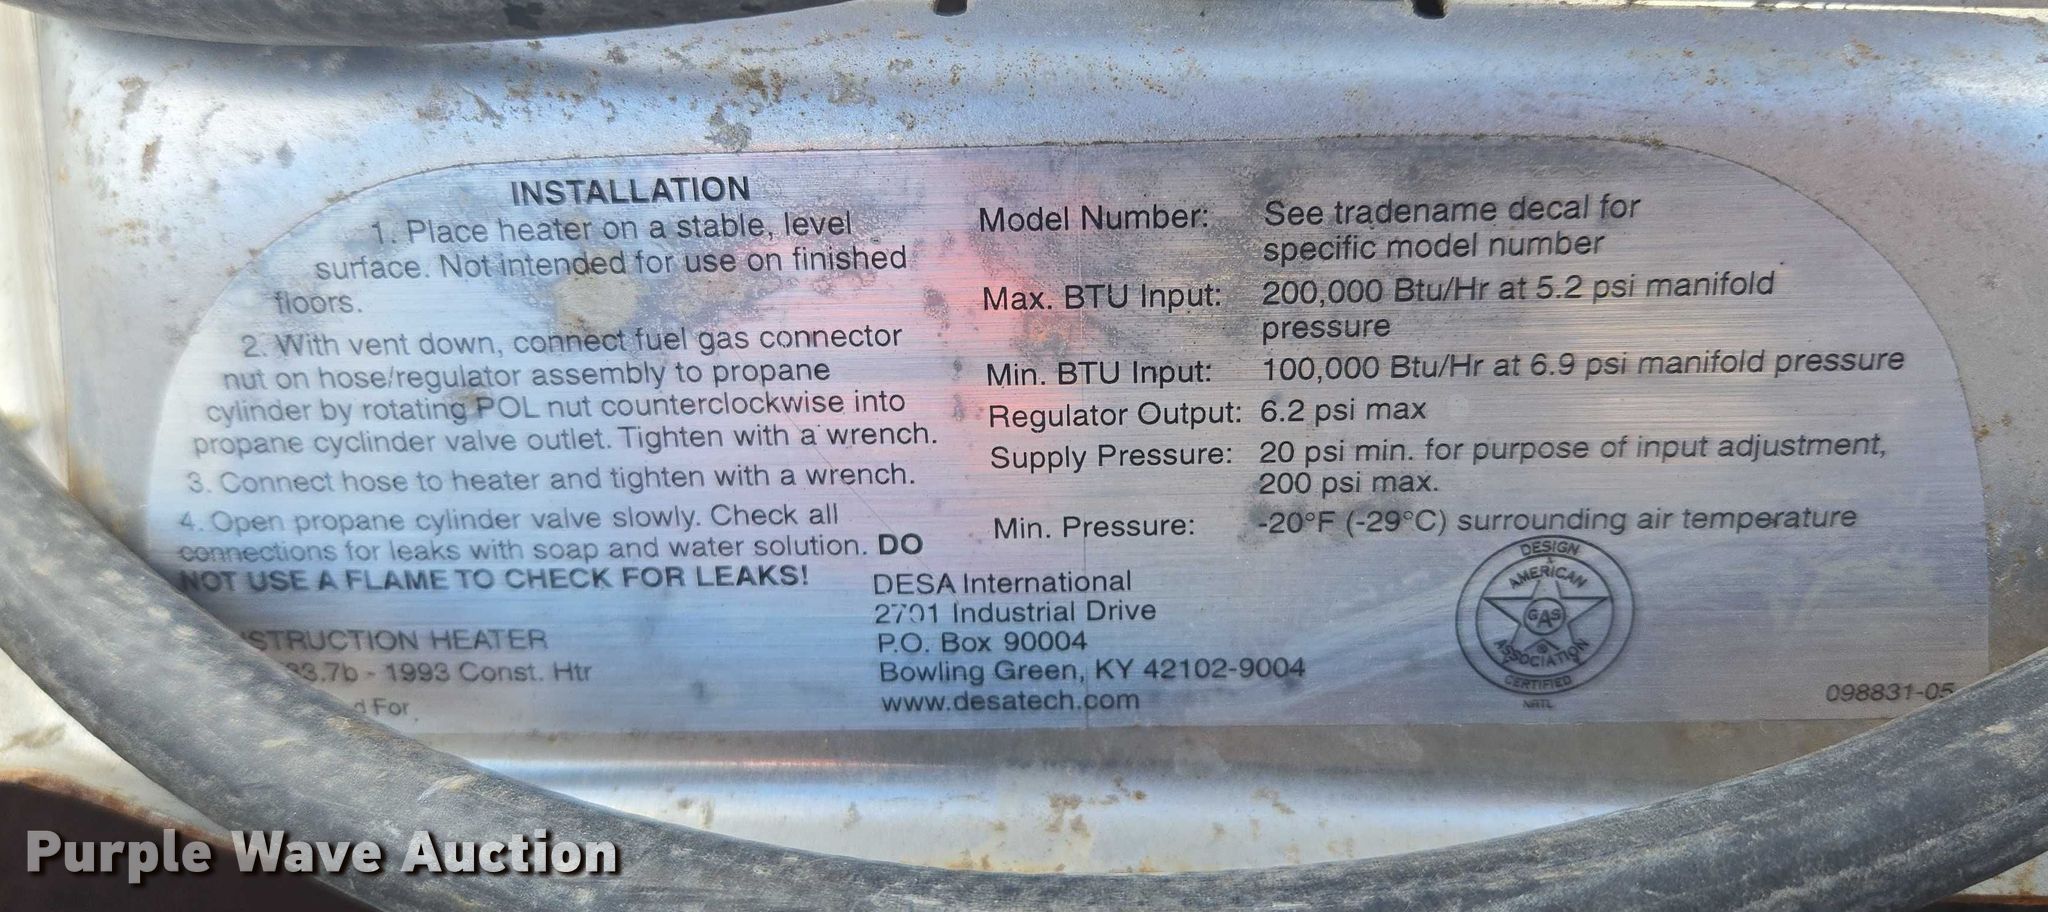 INSTALLATION
1. Place heater on a stable, level
surface. Not intended for use on finished
floors.
2. With vent down, connect fuel gas connector
nut on hose/regulator assembly to propane
cylinder by rotating POL nut counterclockwise into
propane cyclinder valve outlet. Tighten with a wrench.
3. Connect hose to heater and tighten with a wrench.
4. Open propane cylinder valve slowly. Check all
connections for leaks with soap and water solution. DO
NOT USE A FLAME TO CHECK FOR LEAKS!
STRUCTION HEATER
3.7b - 1993 Const. Htr
d For
Model Number: See tradename decal for
specific model number
Max. BTU Input: 200,000 Btu/Hr at 5.2 psi manifold
pressure
Min. BTU Input: 100,000 Btu/Hr at 6.9 psi manifold pressure
Regulator Output: 6.2 psi max
Supply Pressure: 20 psi min. for purpose of input adjustment,
200 psi max.
Min. Pressure: -20°F (-29°C) surrounding air temperature
DESA International
2701 Industrial Drive
P.O. Box 90004
Bowling Green, KY 42102-9004
www.desatech.com
DESIGN
AMERICAN
GAS
ASSOCIATION
®
CERTIFIED
NRTL
098831-05
Purple Wave Auction